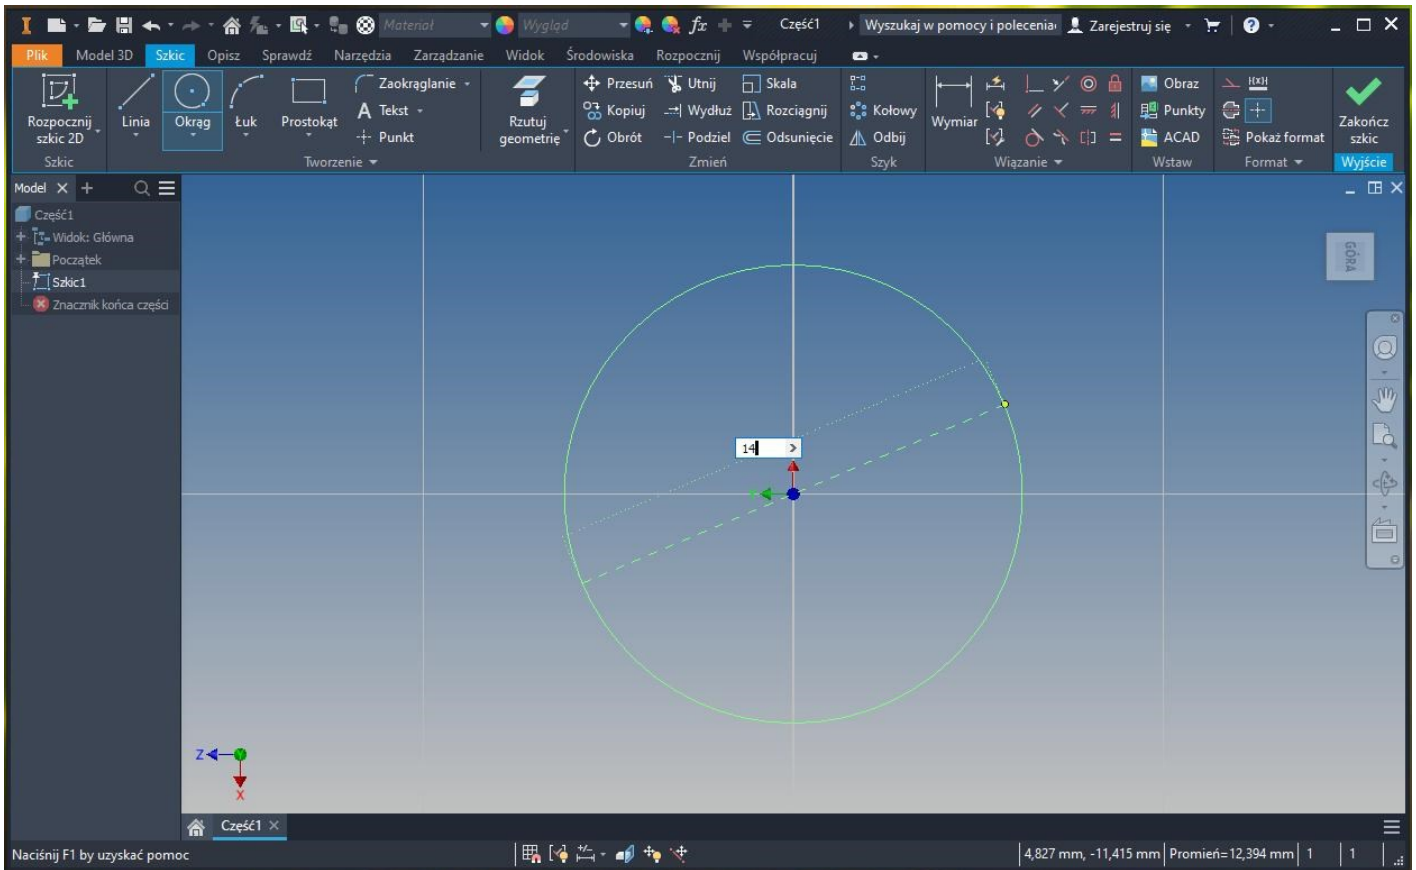 Materiał
Wygląd
fx
Część1
Wyszukaj w pomocy i polecenia
Zarejestruj się
Plik Model 3D Szkic Opisz Sprawdź Narzędzia Zarządzanie Widok Środowiska Rozpocznij Współpracuj
Rozpocznij szkic 2D
Linia
Okrąg
Łuk
Prostokąt
Zaokrąglanie
Tekst
Punkt
Rzutuj geometrię
Przesuń
Kopiuj
Obrót
Utnij
Wydłuż
Podziel
Skala
Rozciągnij
Odsunięcie
Kołowy
Odbij
Wymiar
Obraz
Punkty
ACAD
Pokaż format
Zakończ szkic
Szkic
Tworzenie
Zmień
Szyk
Wiązanie
Wstaw
Format
Wyjście
Model
Część1
Widok: Główna
Początek
Szkic1
Znacznik końca części
GÓRA
14
Z
X
Część1
Naciśnij F1 by uzyskać pomoc
4,827 mm, -11,415 mm
Promień=12,394 mm
1
1